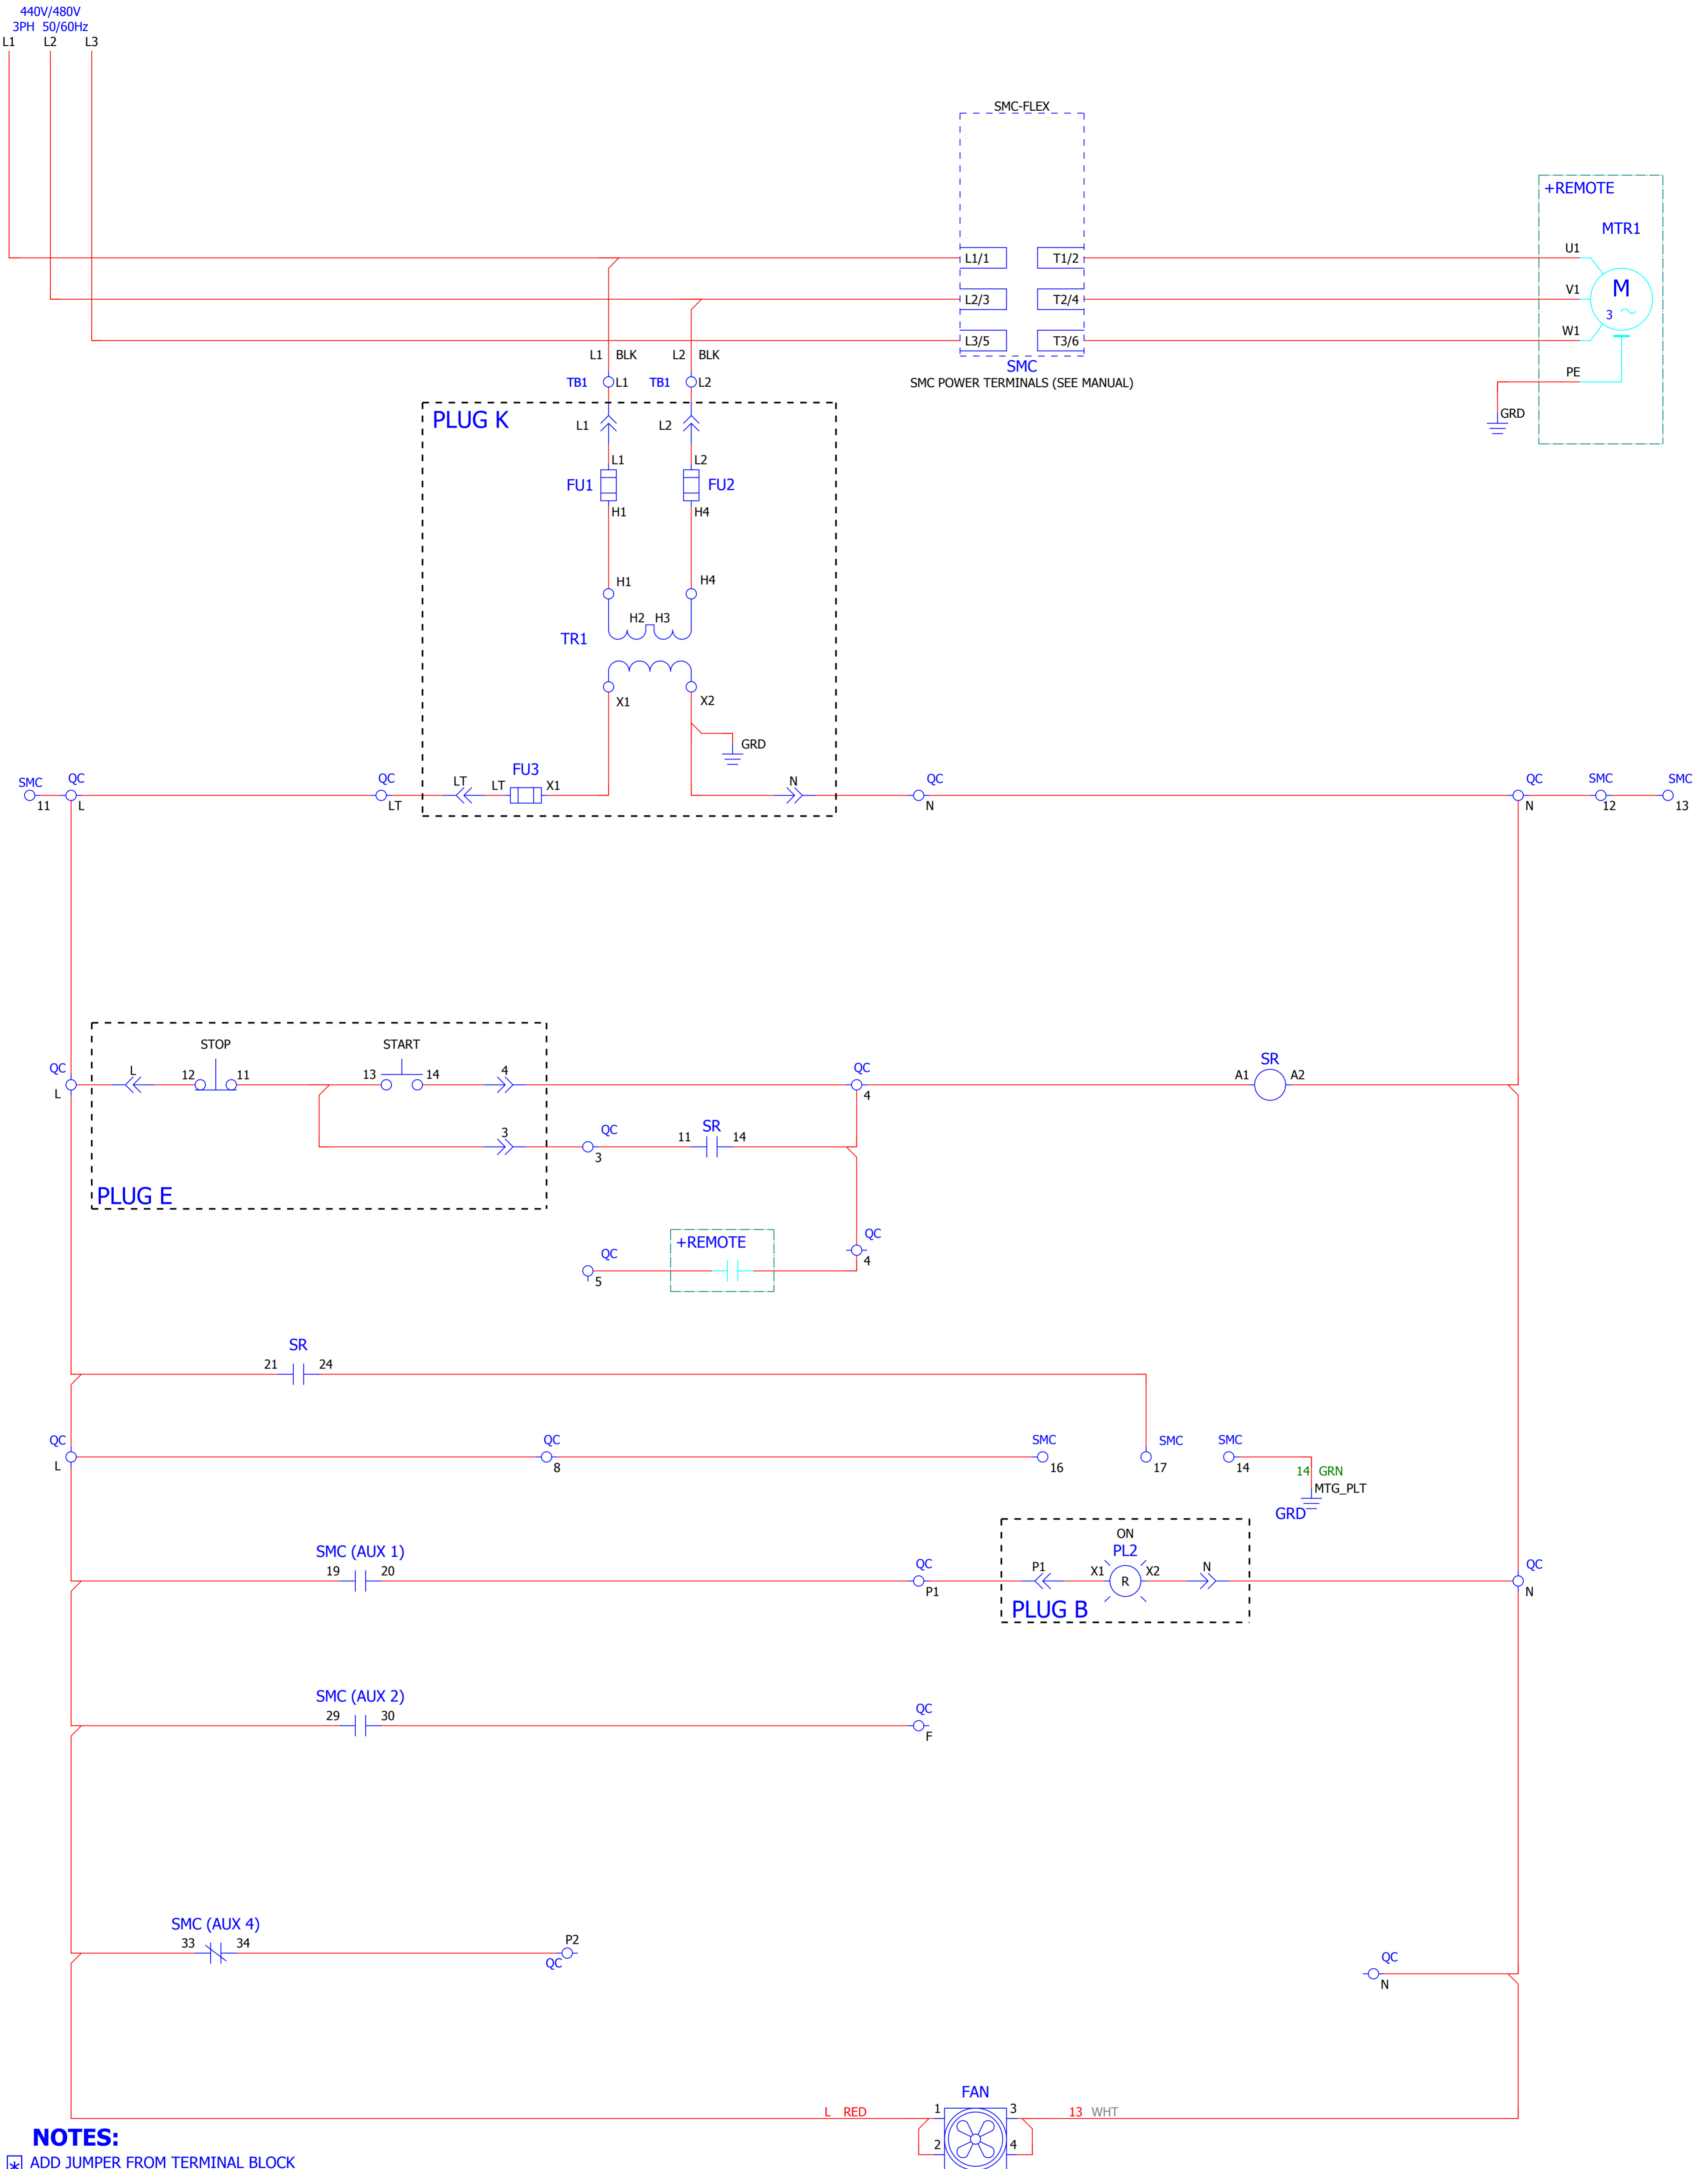 440V/480V
3PH 50/60Hz
L1 L2 L3
SMC-FLEX
+REMOTE
MTR1
U1
L1/1 T1/2
M
3
V1
L2/3 T2/4
W1
L3/5 T3/6
SMC
SMC POWER TERMINALS (SEE MANUAL)
PE
GRD
L1 BLK L2 BLK
TB1 L1 TB1 L2
PLUG K
L1 L2
L1 L2
FU1 FU2
H1 H4
H1 H4
H2 H3
TR1
X1 X2
GRD
SMC QC QC FU3 QC QC SMC SMC
LT LT X1 N
11 L LT N N 12 13
STOP START
QC L 12 11 13 14 4 QC SR
A1 A2
L 4
3 QC 11 SR 14
3
PLUG E
+REMOTE
QC QC
5 4
SR
21 24
QC QC SMC SMC SMC
L 8 16 17 14
14 GRN
MTG_PLT
GRD
ON
PL2
SMC (AUX 1)
19 20 QC P1 X1 R X2 N QC
P1 N
PLUG B
SMC (AUX 2)
29 30 QC
F
SMC (AUX 4)
33 34 P2
QC
QC
N
FAN
L RED 1 3 13 WHT
2 4
NOTES:
* ADD JUMPER FROM TERMINAL BLOCK